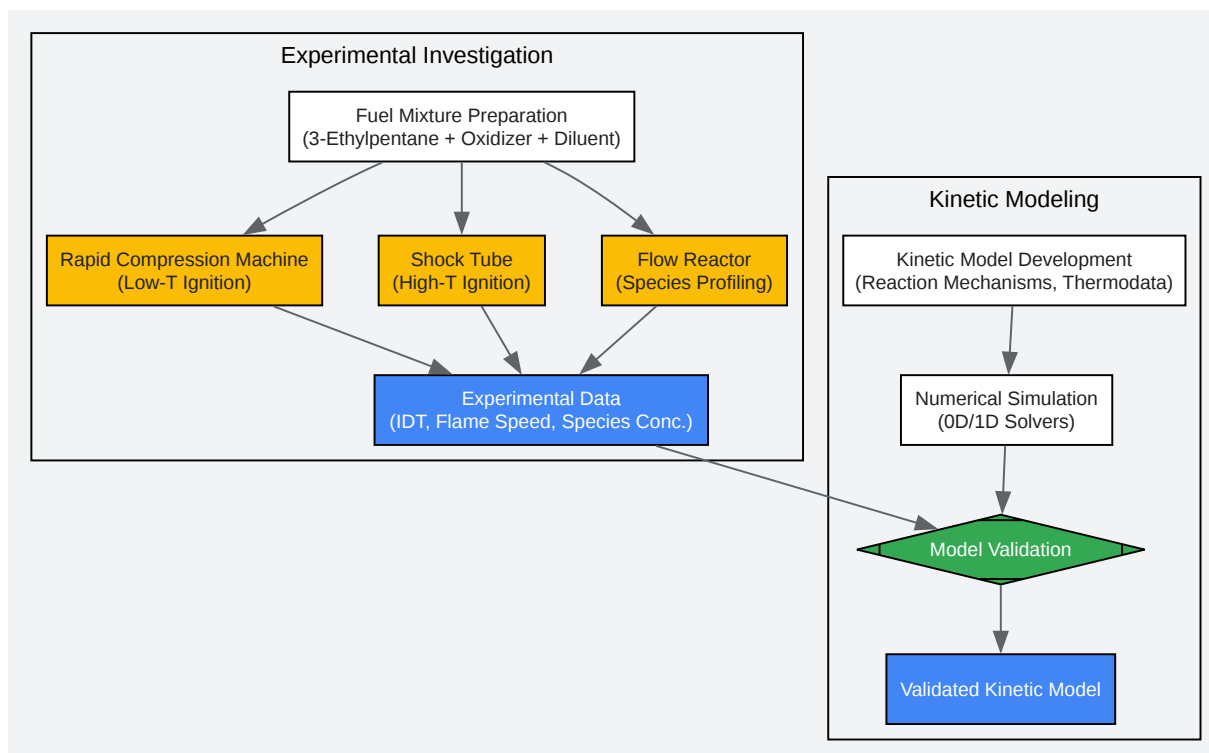 Experimental Investigation
Fuel Mixture Preparation
(3-Ethylpentane + Oxidizer + Diluent)
Rapid Compression Machine
(Low-T Ignition)
Shock Tube
(High-T Ignition)
Flow Reactor
(Species Profiling)
Experimental Data
(IDT, Flame Speed, Species Conc.)
Kinetic Modeling
Kinetic Model Development
(Reaction Mechanisms, Thermodata)
Numerical Simulation
(0D/1D Solvers)
Model Validation
Validated Kinetic Model